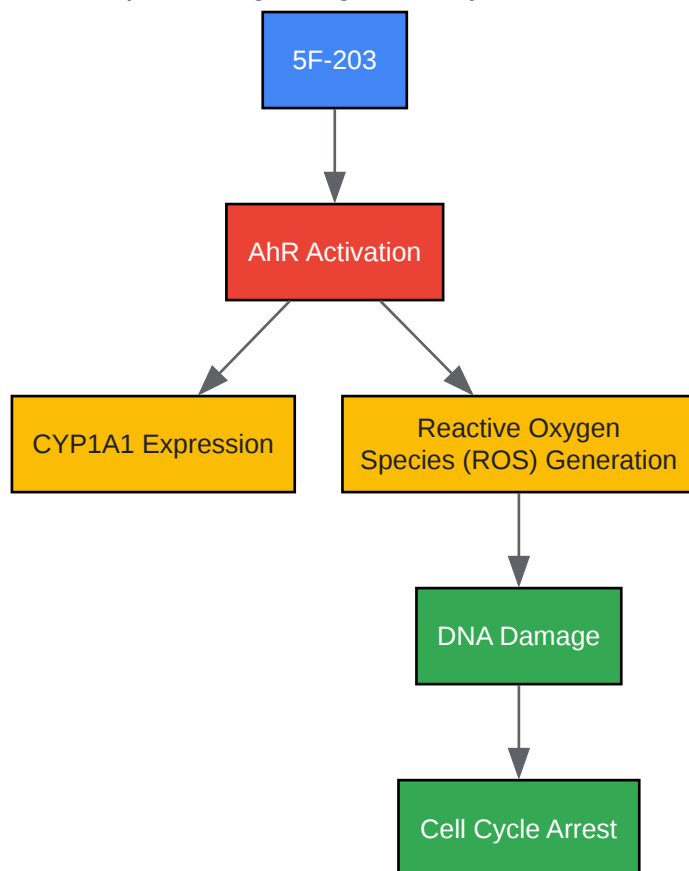 5F-203
AhR Activation
CYP1A1 Expression
Reactive Oxygen
Species (ROS) Generation
DNA Damage
Cell Cycle Arrest